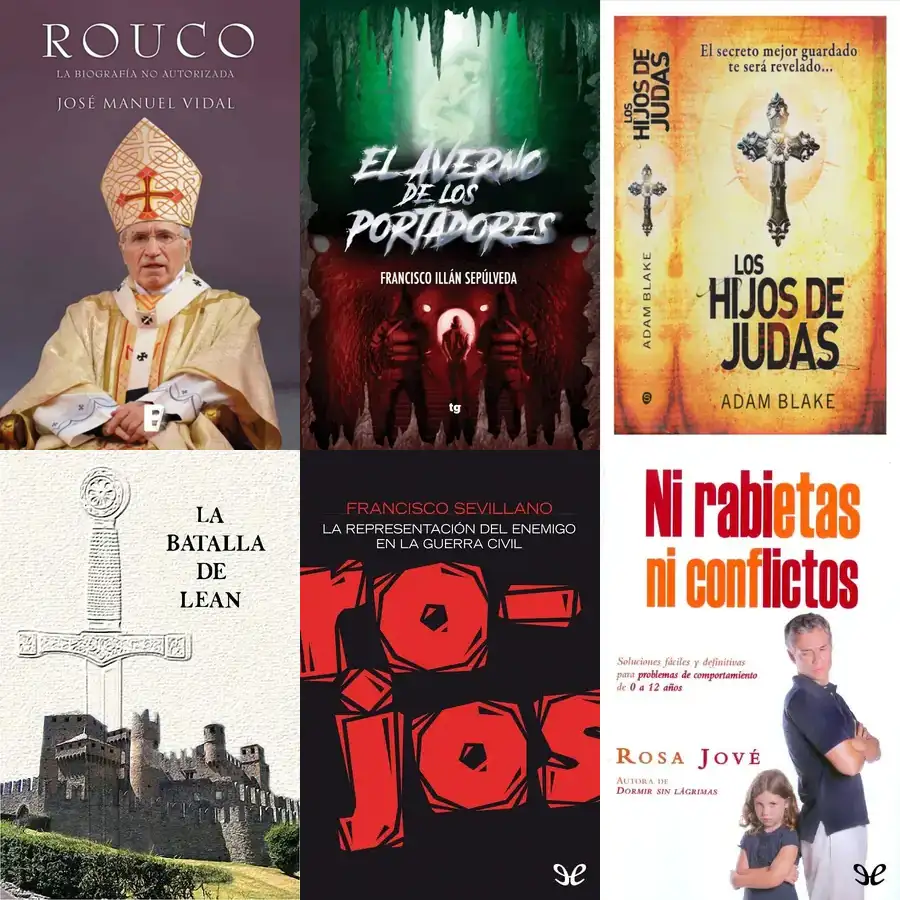 ROUCO
LA BIOGRAFÍA NO AUTORIZADA
JOSÉ MANUEL VIDAL
EL AVERNO
DE LOS
PORTADORES
FRANCISCO ILLÁN SEPÚLVEDA
tg
LOS
HIJOS DE
JUDAS
ADAM BLAKE
El secreto mejor guardado
te será revelado...
LOS
HIJOS DE
JUDAS
ADAM BLAKE
LA
BATALLA
DE
LEAN
FRANCISCO SEVILLANO
LA REPRESENTACIÓN DEL ENEMIGO
EN LA GUERRA CIVIL
ro-
jos
Ni rabietas
ni conflictos
Soluciones fáciles y definitivas
para problemas de comportamiento
de 0 a 12 años
ROSA JOVÉ
AUTORA DE
DORMIR SIN LÁGRIMAS